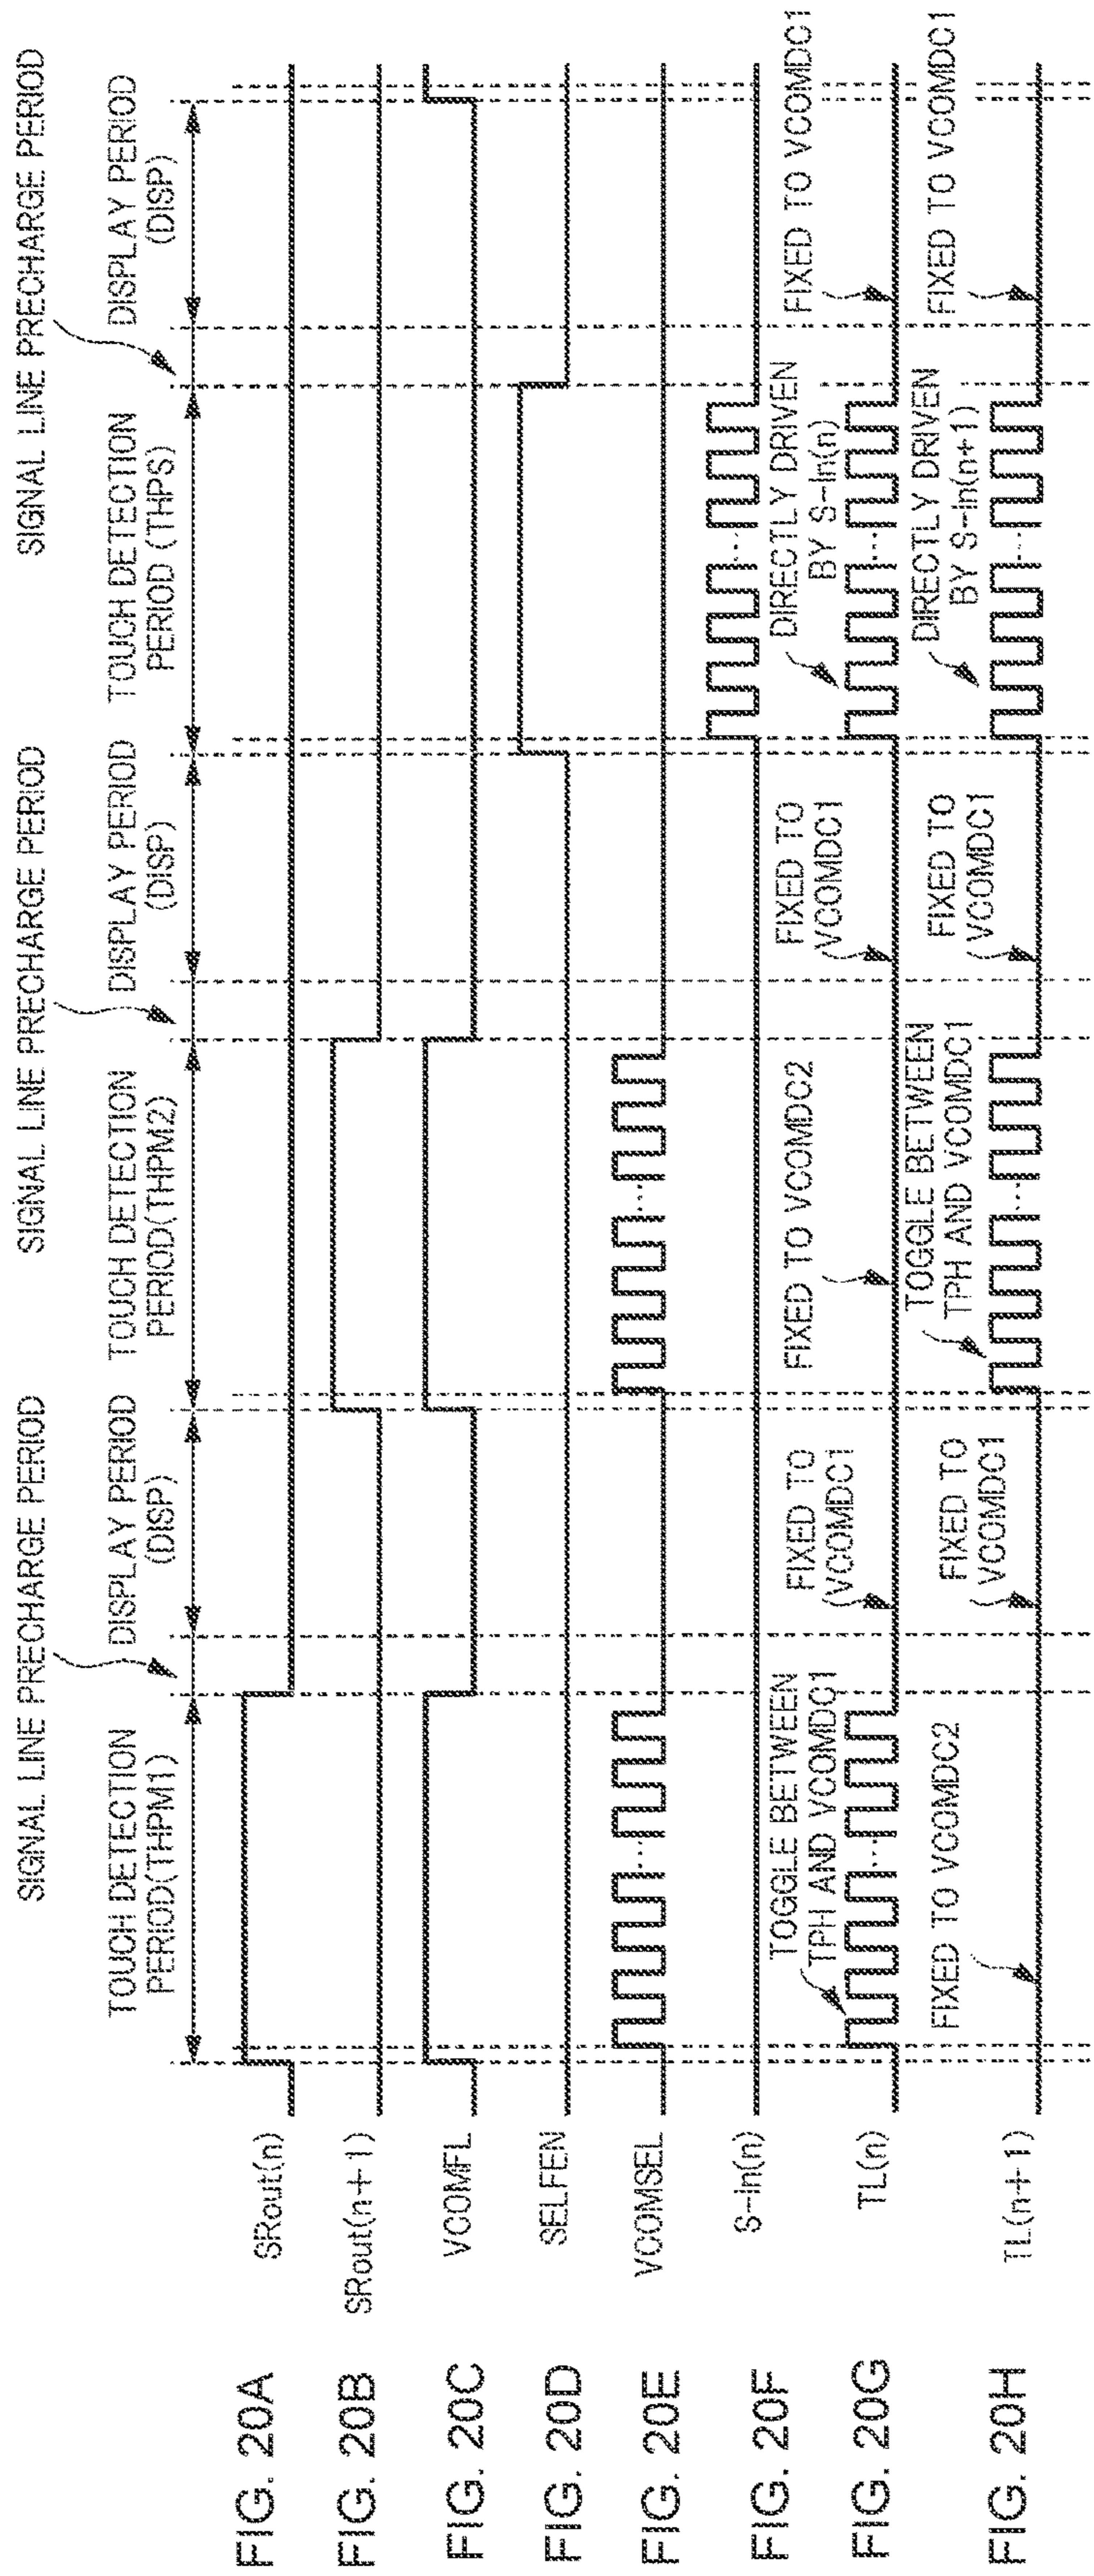 SIGNAL LINE PRECHARGE PERIOD
SIGNAL LINE PRECHARGE PERIOD
SIGNAL LINE PRECHARGE PERIOD
TOUCH DETECTION
PERIOD(THPM1)
DISPLAY PERIOD
(DISP)
TOUCH DETECTION
PERIOD(THPM2)
DISPLAY PERIOD
(DISP)
TOUCH DETECTION
PERIOD (THPS)
DISPLAY PERIOD
(DISP)
FIG. 20A
SRout(n)
FIG. 20B
SRout(n+1)
FIG. 20C
VCOMFL
FIG. 20D
SELFEN
FIG. 20E
VCOMSEL
...
...
FIG. 20F
S-In(n)
...
FIG. 20G
TL(n)
TOGGLE BETWEEN
TPH AND VCOMDC1
...
FIXED TO
VCOMDC1
FIXED TO VCOMDC2
FIXED TO
VCOMDC1
DIRECTLY DRIVEN
BY S-In(n)
...
FIXED TO VCOMDC1
FIG. 20H
TL(n+1)
FIXED TO VCOMDC2
FIXED TO
VCOMDC1
TOGGLE BETWEEN
TPH AND VCOMDC1
...
FIXED TO
VCOMDC1
DIRECTLY DRIVEN
BY S-In(n+1)
...
FIXED TO VCOMDC1